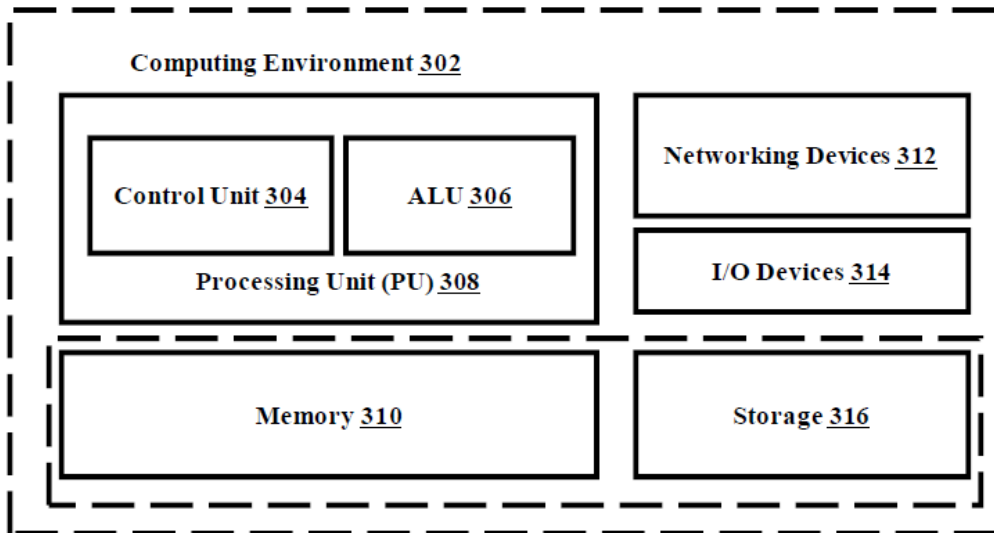 Computing Environment 302
Control Unit 304
ALU 306
Processing Unit (PU) 308
Networking Devices 312
I/O Devices 314
Memory 310
Storage 316